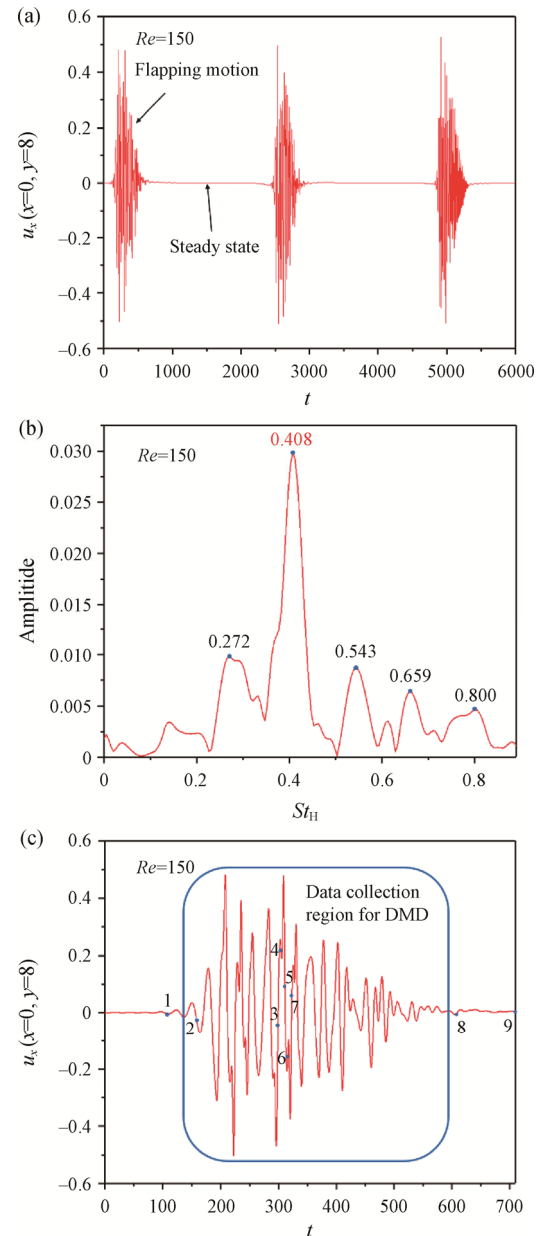 (a)
0.6
0.4
0.2
0
–0.2
–0.4
–0.6
Re=150
Flapping motion
Steady state
u_x (x=0, y=8)
0 1000 2000 3000 4000 5000 6000
t
(b)
0.030
0.025
0.020
0.015
0.010
0.005
0
Re=150
0.408
0.272
0.543
0.659
0.800
Amplitide
0 0.2 0.4 0.6 0.8
St_H
(c)
0.6
0.4
0.2
0
–0.2
–0.4
–0.6
Re=150
Data collection
region for DMD
1
2
3
4
5
6
7
8
9
u_x (x=0, y=8)
0 100 200 300 400 500 600 700
t